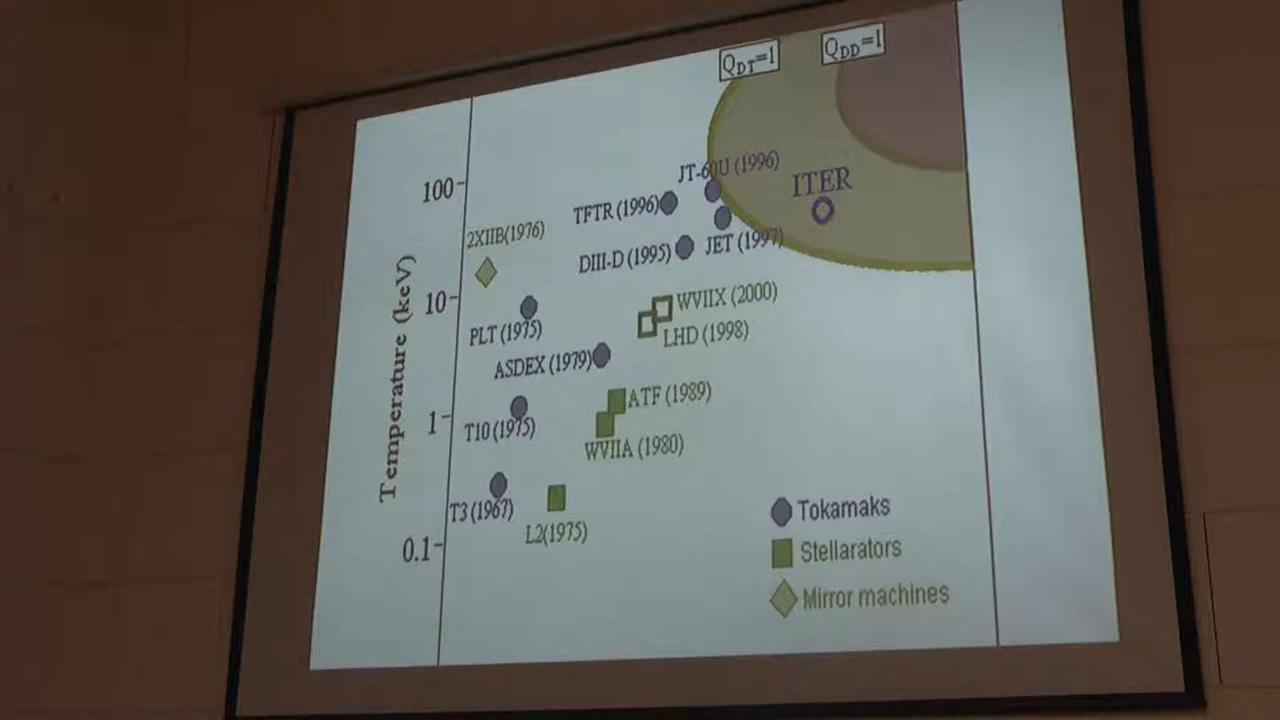 Q_DT=1
Q_DD=1
JT-60U (1996)
100
ITER
TFTR (1996)
2XIIB(1976)
JET (1997)
DIII-D (1995)
10
WVIIX (2000)
PLT (1975)
LHD (1998)
Temperature (keV)
ASDEX (1979)
ATF (1989)
1
T10 (1975)
WVIIA (1980)
T3 (1967)
Tokamaks
L2(1975)
0.1
Stellarators
Mirror machines